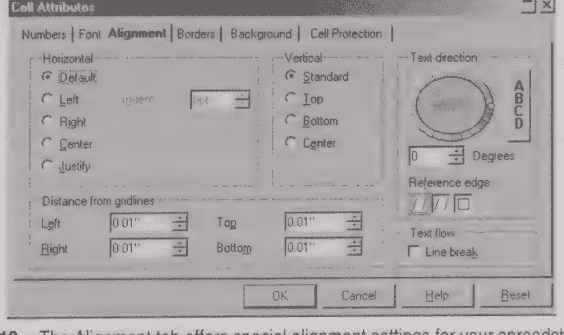 Cell Attributes
Numbers Font Alignment Borders Background Cell Protection
Horizontal Vertical Text direction
Default Standard
Left 0pt Top
Right Bottom
Center Center
Justify
A
B
C
D
0 Degrees
Reference edge
Distance from gridlines
Left 0.01" Top 0.01"
Right 0.01" Bottom 0.01"
Text flow
Line break
OK Cancel Help Reset
The Alignment tab offers special alignment settings for your